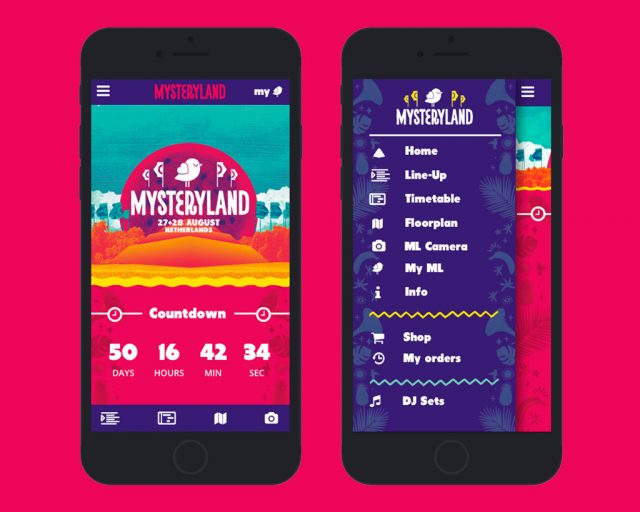 MYSTERYLAND
my
MYSTERYLAND
27+28 AUGUST
NETHERLANDS
Countdown
50 16 42 34
DAYS HOURS MIN SEC
MYSTERYLAND
Home
Line-Up
Timetable
Floorplan
ML Camera
My ML
Info
Shop
My orders
DJ Sets